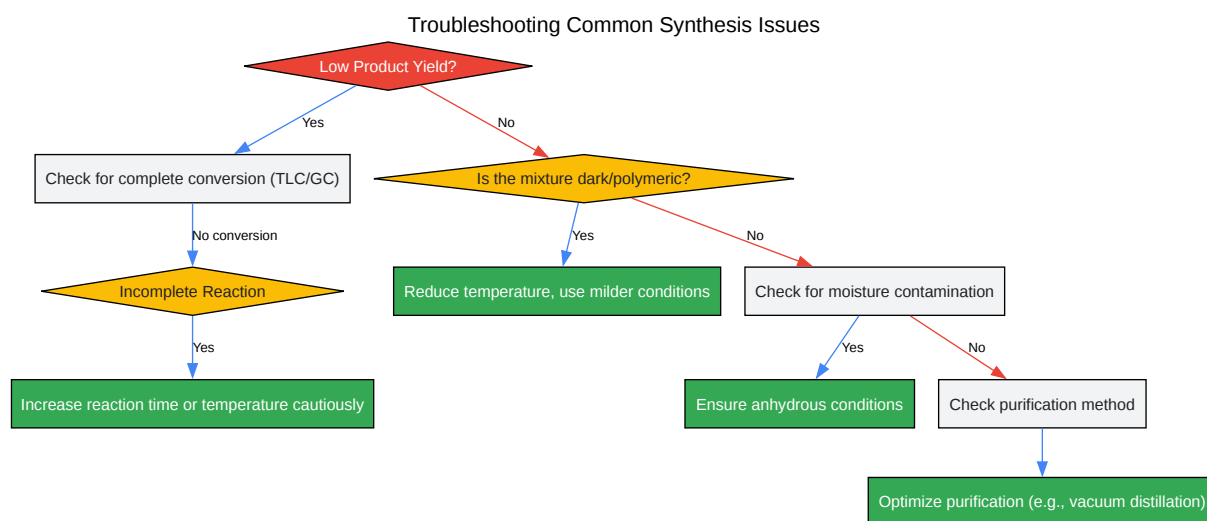 Troubleshooting Common Synthesis Issues
Low Product Yield?
Yes
No
Check for complete conversion (TLC/GC)
Is the mixture dark/polymeric?
No conversion
Yes
No
Incomplete Reaction
Reduce temperature, use milder conditions
Check for moisture contamination
Yes
Yes
No
Increase reaction time or temperature cautiously
Ensure anhydrous conditions
Check purification method
Optimize purification (e.g., vacuum distillation)